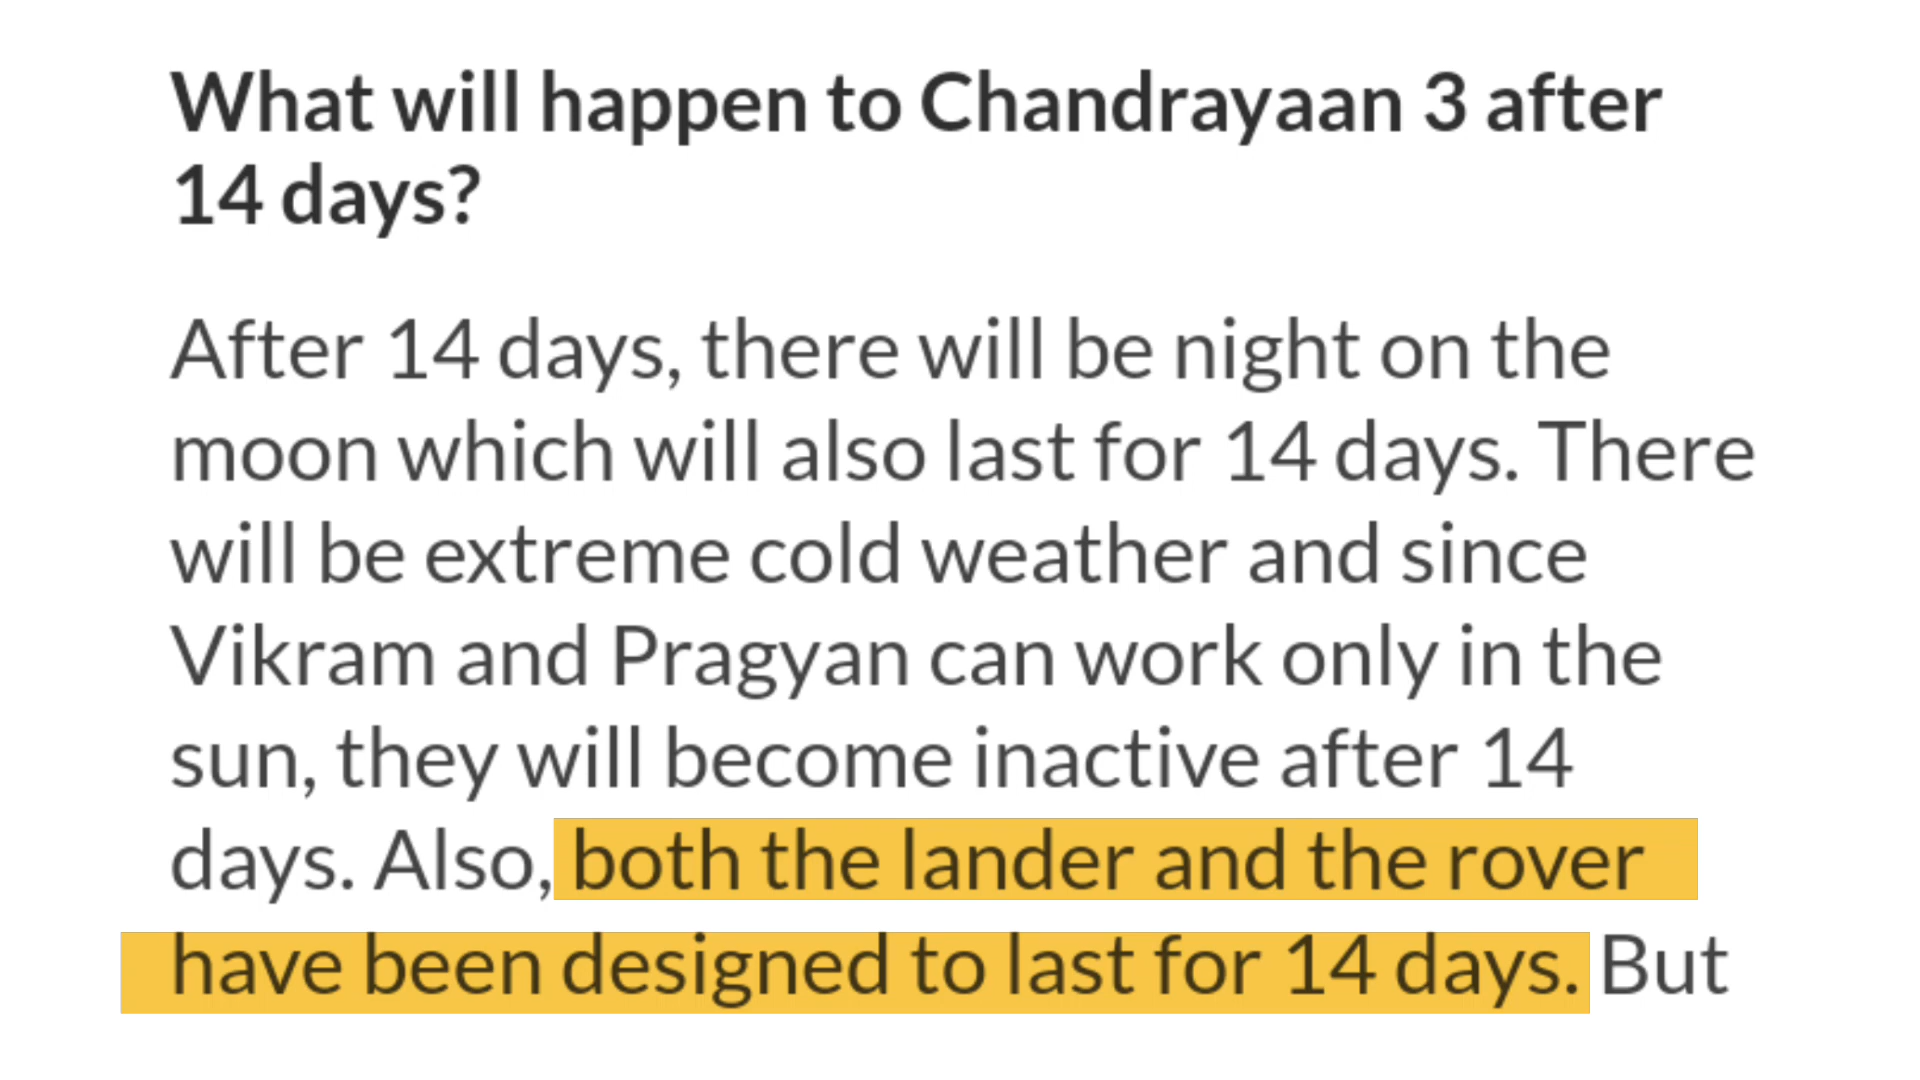 What will happen to Chandrayaan 3 after
14 days?
After 14 days, there will be night on the
moon which will also last for 14 days. There
will be extreme cold weather and since
Vikram and Pragyan can work only in the
sun, they will become inactive after 14
days. Also, both the lander and the rover
have been designed to last for 14 days. But